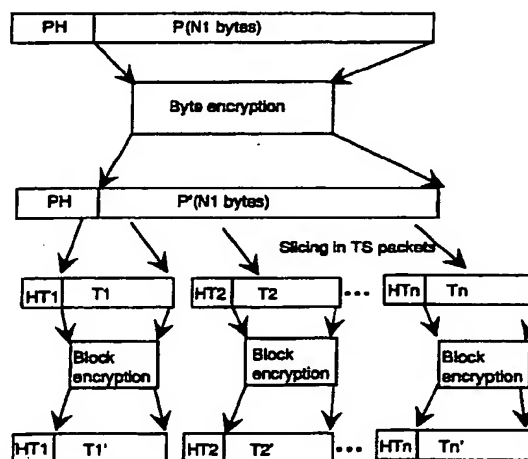 PH P(N1 bytes)
Byte encryption
PH P'(N1 bytes)
Slicing in TS packets
HT1 T1 HT2 T2 ... HTn Tn
Block encryption Block encryption Block encryption
HT1 T1' HT2 T2' ... HTn Tn'